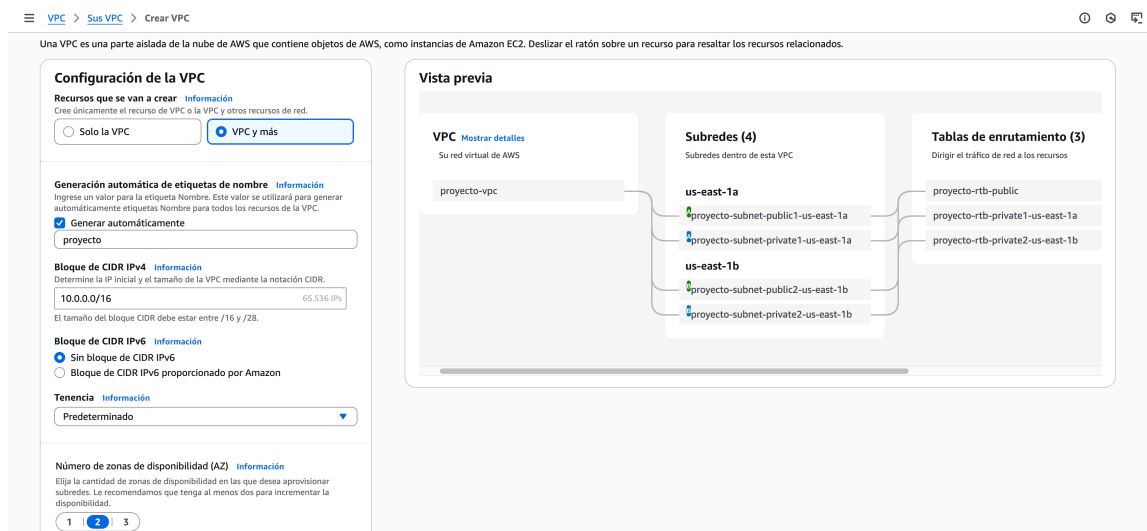 VPC > Sus VPC > Crear VPC
Una VPC es una parte aislada de la nube de AWS que contiene objetos de AWS, como instancias de Amazon EC2. Deslizar el ratón sobre un recurso para resaltar los recursos relacionados.
Configuración de la VPC
Recursos que se van a crear Información
Cree únicamente el recurso de VPC o la VPC y otros recursos de red.
Solo la VPC
VPC y más
Generación automática de etiquetas de nombre Información
Ingrese un valor para la etiqueta Nombre. Este valor se utilizará para generar
automáticamente etiquetas Nombre para todos los recursos de la VPC.
Generar automáticamente
proyecto
Bloque de CIDR IPv4 Información
Determine la IP inicial y el tamaño de la VPC mediante la notación CIDR.
10.0.0.0/16 65.536 IPs
El tamaño del bloque CIDR debe estar entre /16 y /28.
Bloque de CIDR IPv6 Información
Sin bloque de CIDR IPv6
Bloque de CIDR IPv6 proporcionado por Amazon
Tenencia Información
Predeterminado
Número de zonas de disponibilidad (AZ) Información
Elija la cantidad de zonas de disponibilidad en las que desea aprovisionar
subredes. Le recomendamos que tenga al menos dos para incrementar la
disponibilidad.
1 2 3
Vista previa
VPC Mostrar detalles
Su red virtual de AWS
proyecto-vpc
Subredes (4)
Subredes dentro de esta VPC
us-east-1a
proyecto-subnet-public1-us-east-1a
proyecto-subnet-private1-us-east-1a
us-east-1b
proyecto-subnet-public2-us-east-1b
proyecto-subnet-private2-us-east-1b
Tablas de enrutamiento (3)
Dirigir el tráfico de red a los recursos
proyecto-rtb-public
proyecto-rtb-private1-us-east-1a
proyecto-rtb-private2-us-east-1b